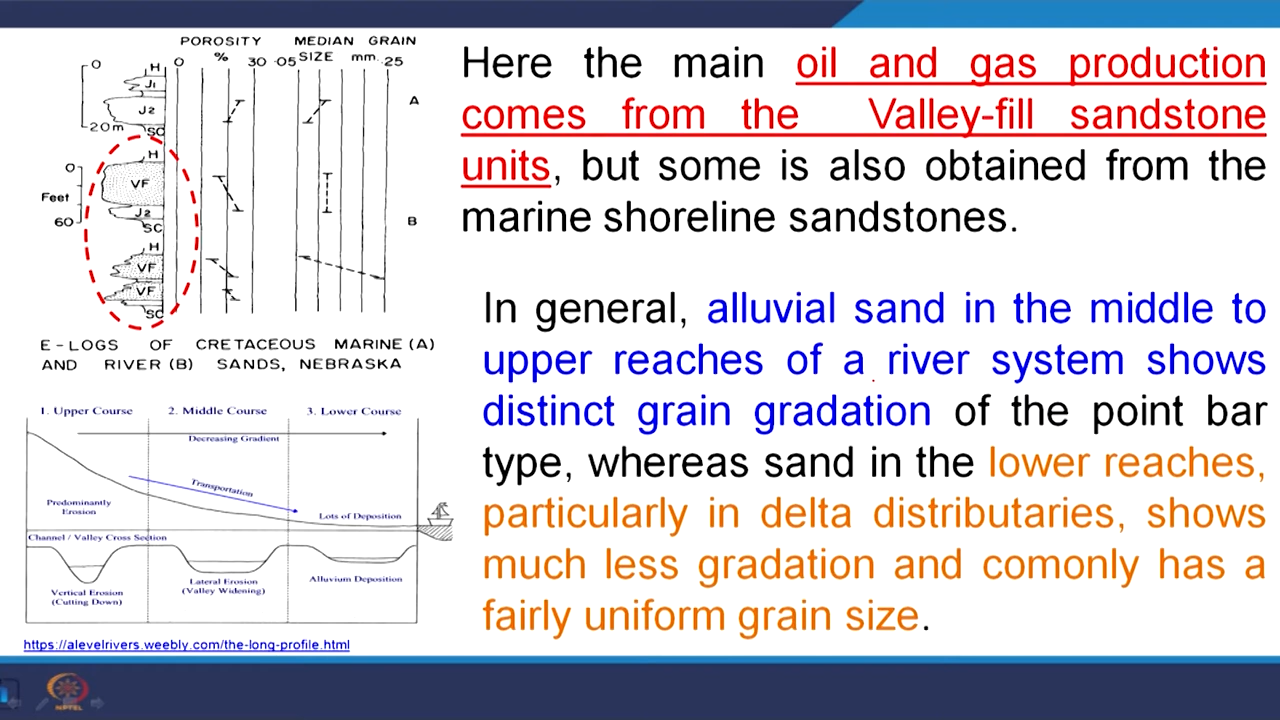 POROSITY MEDIAN GRAIN
0 % 30 .05 SIZE mm. .25
0
H
J1
J2
A
20m
SC
H
0
VF
Feet
J2
60
SC
B
H
VF
VF
SC
E-LOGS OF CRETACEOUS MARINE (A)
AND RIVER (B) SANDS, NEBRASKA
1. Upper Course 2. Middle Course 3. Lower Course
Decreasing Gradient
Transportation
Predominantly
Erosion
Lots of Deposition
Channel / Valley Cross Section
Vertical Erosion
(Cutting Down)
Lateral Erosion
(Valley Widening)
Alluvium Deposition
https://alevelrivers.weebly.com/the-long-profile.html
Here the main oil and gas production
comes from the Valley-fill sandstone
units, but some is also obtained from the
marine shoreline sandstones.
In general, alluvial sand in the middle to
upper reaches of a river system shows
distinct grain gradation of the point bar
type, whereas sand in the lower reaches,
particularly in delta distributaries, shows
much less gradation and comonly has a
fairly uniform grain size.
NPTEL